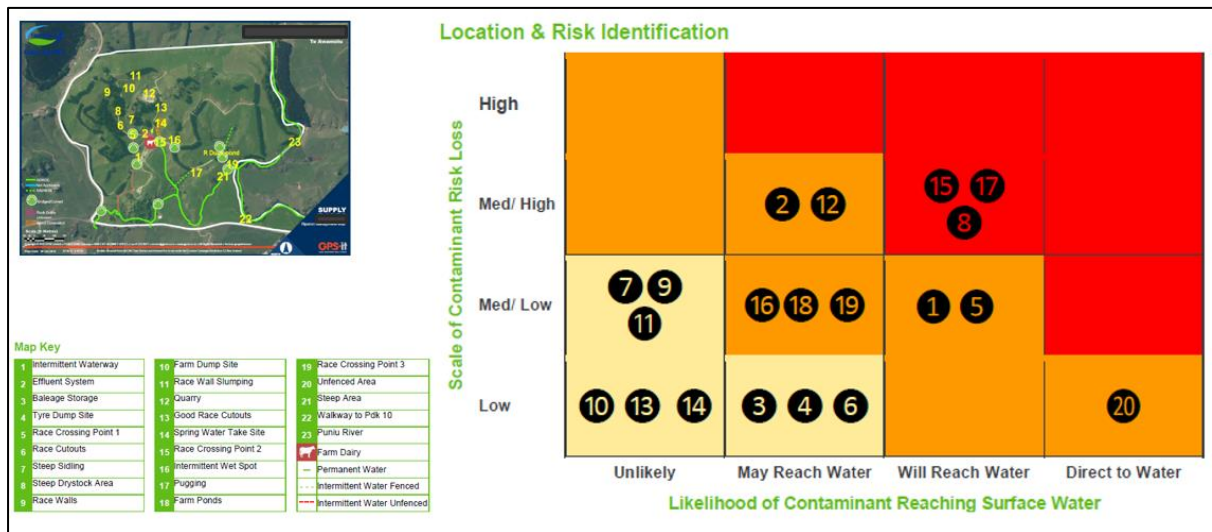 Location & Risk Identification
Te Awamutu
11
10
12
9
13
8
7
14
6
5
2
15
16
1
17
19
21
22
23
SUPPLY
GPS-it
Scale of Contaminant Risk Loss
High
Med/ High
Med/ Low
Low
2 12
15 17
8
7 9
11
16 18 19
1 5
10 13 14
3 4 6
20
Unlikely
May Reach Water
Will Reach Water
Direct to Water
Likelihood of Contaminant Reaching Surface Water
Map Key
1 Intermittent Waterway
2 Effluent System
3 Baleage Storage
4 Tyre Dump Site
5 Race Crossing Point 1
6 Race Cutouts
7 Steep Sidling
8 Steep Drystock Area
9 Race Walls
10 Farm Dump Site
11 Race Wall Slumping
12 Quarry
13 Good Race Cutouts
14 Spring Water Take Site
15 Race Crossing Point 2
16 Intermittent Wet Spot
17 Pugging
18 Farm Ponds
19 Race Crossing Point 3
20 Unfenced Area
21 Steep Area
22 Walkway to Pdk 10
23 Puniu River
Farm Dairy
Permanent Water
Intermittent Water Fenced
Intermittent Water Unfenced